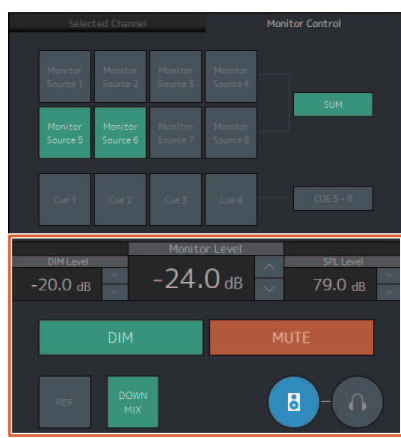 Selected Channel Monitor Control
Monitor Monitor Monitor Monitor
Source 1 Source 2 Source 3 Source 4
SUM
Monitor Monitor Monitor Monitor
Source 5 Source 6 Source 7 Source 8
Cue 1 Cue 2 Cue 3 Cue 4 CUE 5 - 8
Monitor Level
DIM Level SPL Level
-20.0 dB -24.0 dB 79.0 dB
DIM MUTE
REF DOWN
MIX